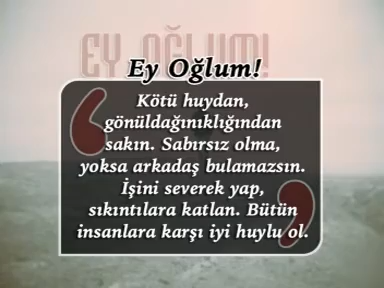 EY OĞLUM!
Ey Oğlum!
Kötü huydan,
gönüldağınıklığından
sakın. Sabırsız olma,
yoksa arkadaş bulamazsın.
İşini severek yap,
sıkıntılara katlan. Bütün
insanlara karşı iyi huylu ol.